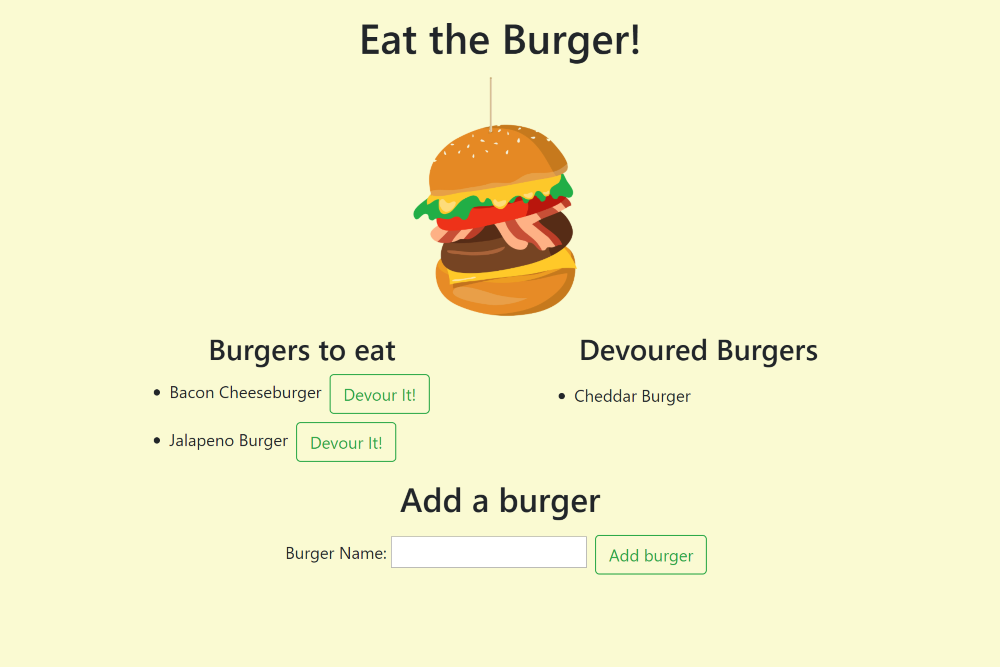 Eat the Burger!
Burgers to eat
Bacon Cheeseburger Devour It!
Jalapeno Burger Devour It!
Devoured Burgers
Cheddar Burger
Add a burger
Burger Name: Add burger